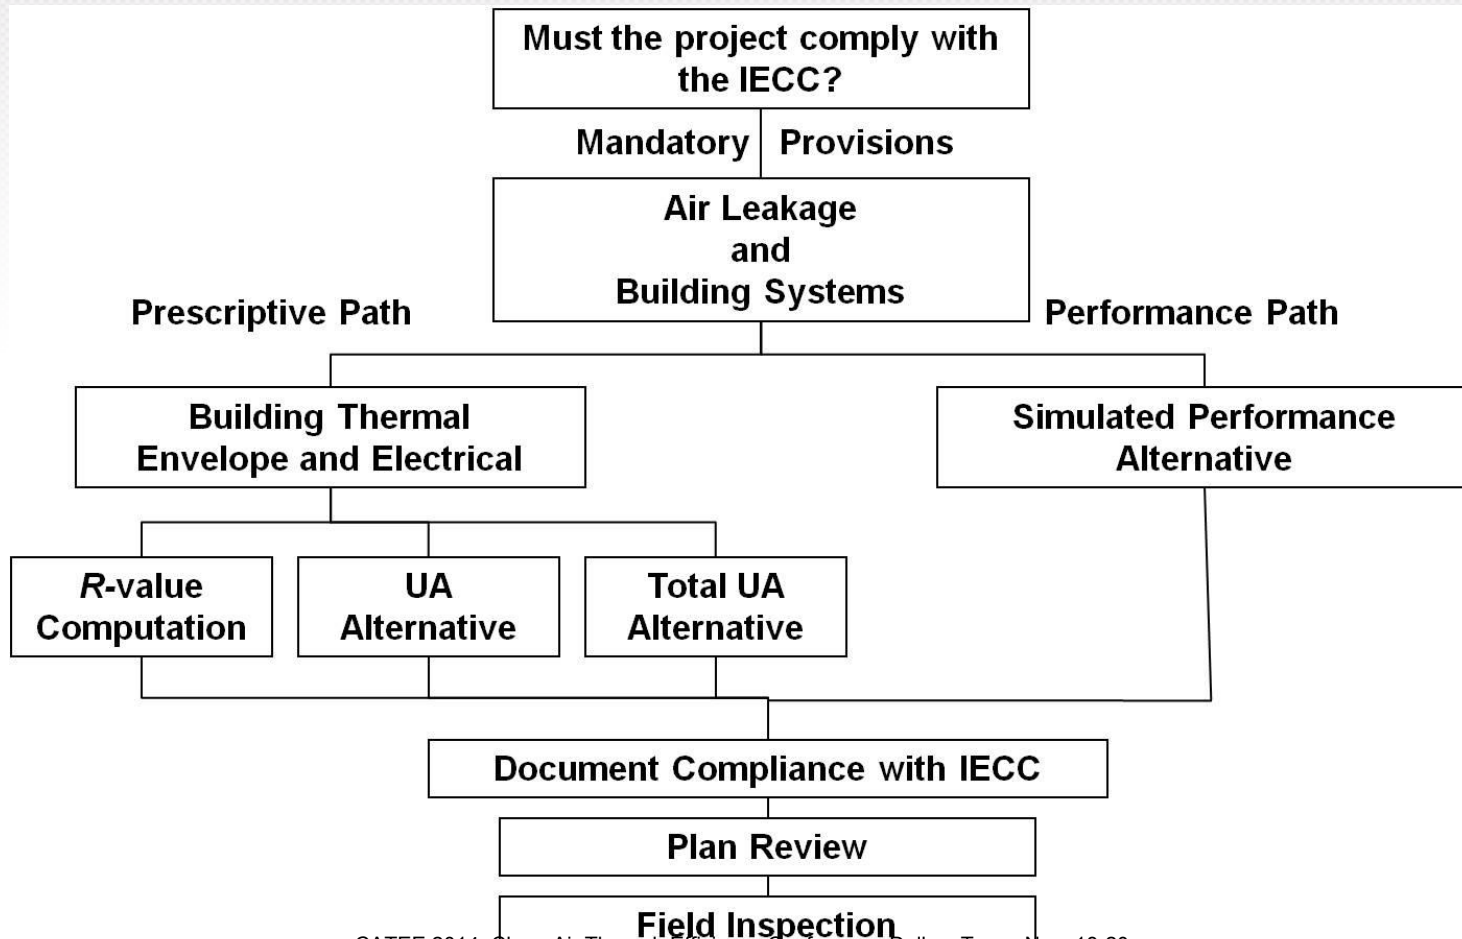 Must the project comply with
the IECC?
Mandatory Provisions
Air Leakage
and
Building Systems
Prescriptive Path
Performance Path
Building Thermal
Envelope and Electrical
Simulated Performance
Alternative
R-value
Computation
UA
Alternative
Total UA
Alternative
Document Compliance with IECC
Plan Review
Field Inspection